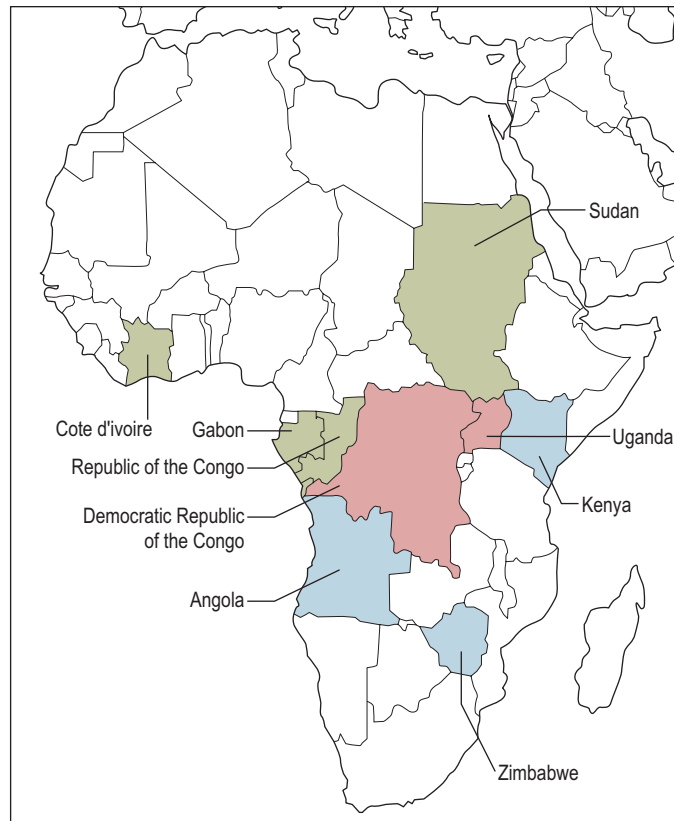 Sudan
Cote d'ivoire
Gabon
Republic of the Congo
Uganda
Kenya
Democratic Republic
of the Congo
Angola
Zimbabwe